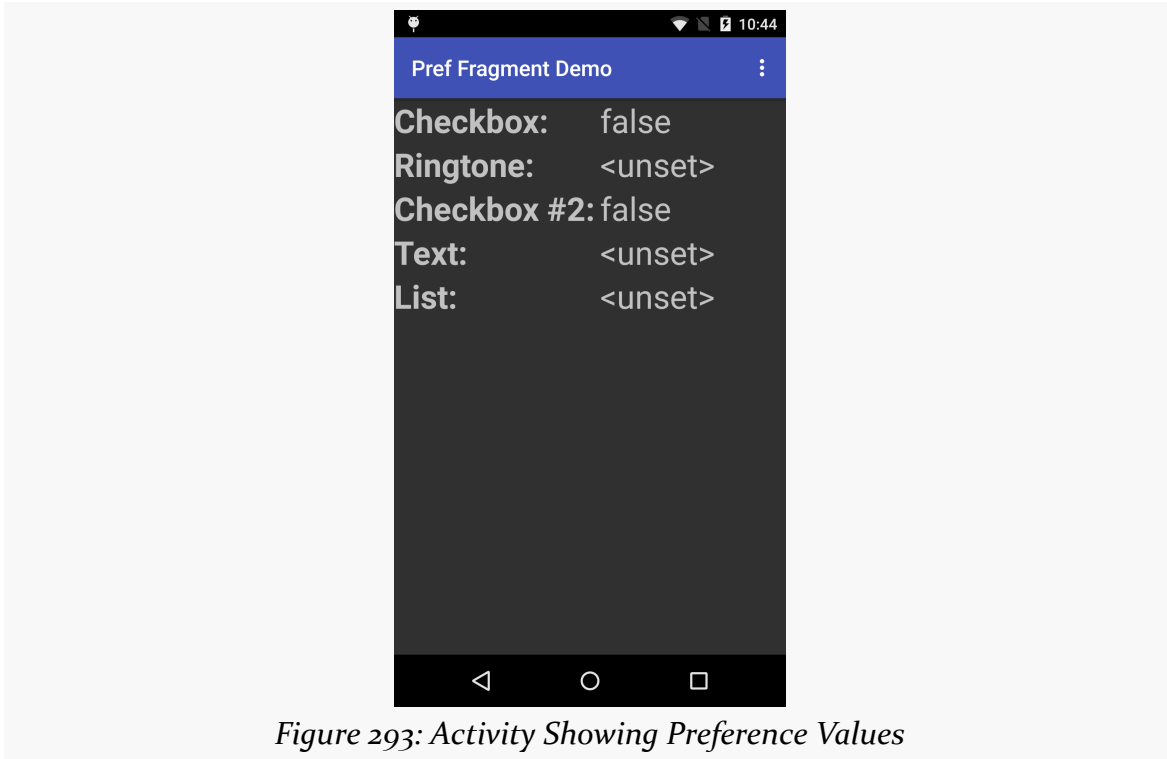 10:44
Pref Fragment Demo
Checkbox: false
Ringtone: <unset>
Checkbox #2: false
Text: <unset>
List: <unset>
Figure 293: Activity Showing Preference Values